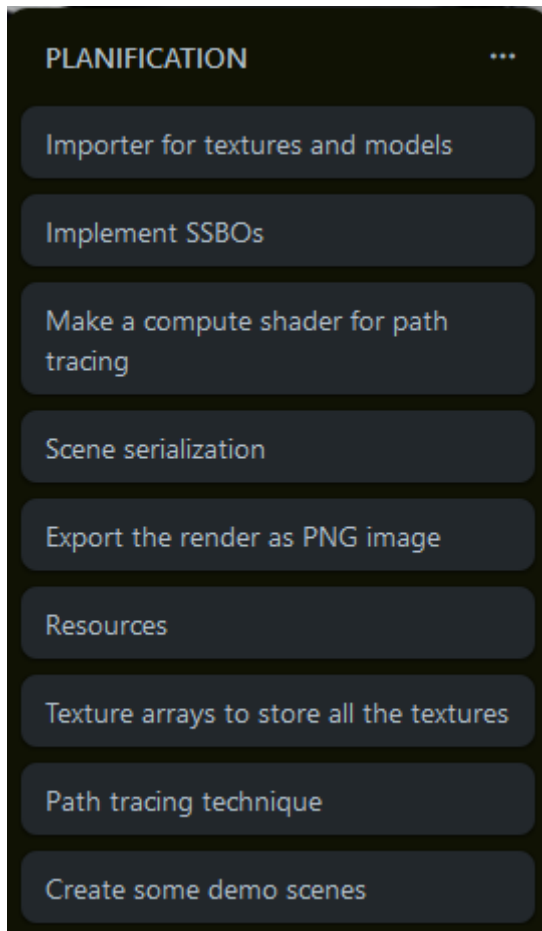 PLANIFICATION
Importer for textures and models
Implement SSBOs
Make a compute shader for path
tracing
Scene serialization
Export the render as PNG image
Resources
Texture arrays to store all the textures
Path tracing technique
Create some demo scenes